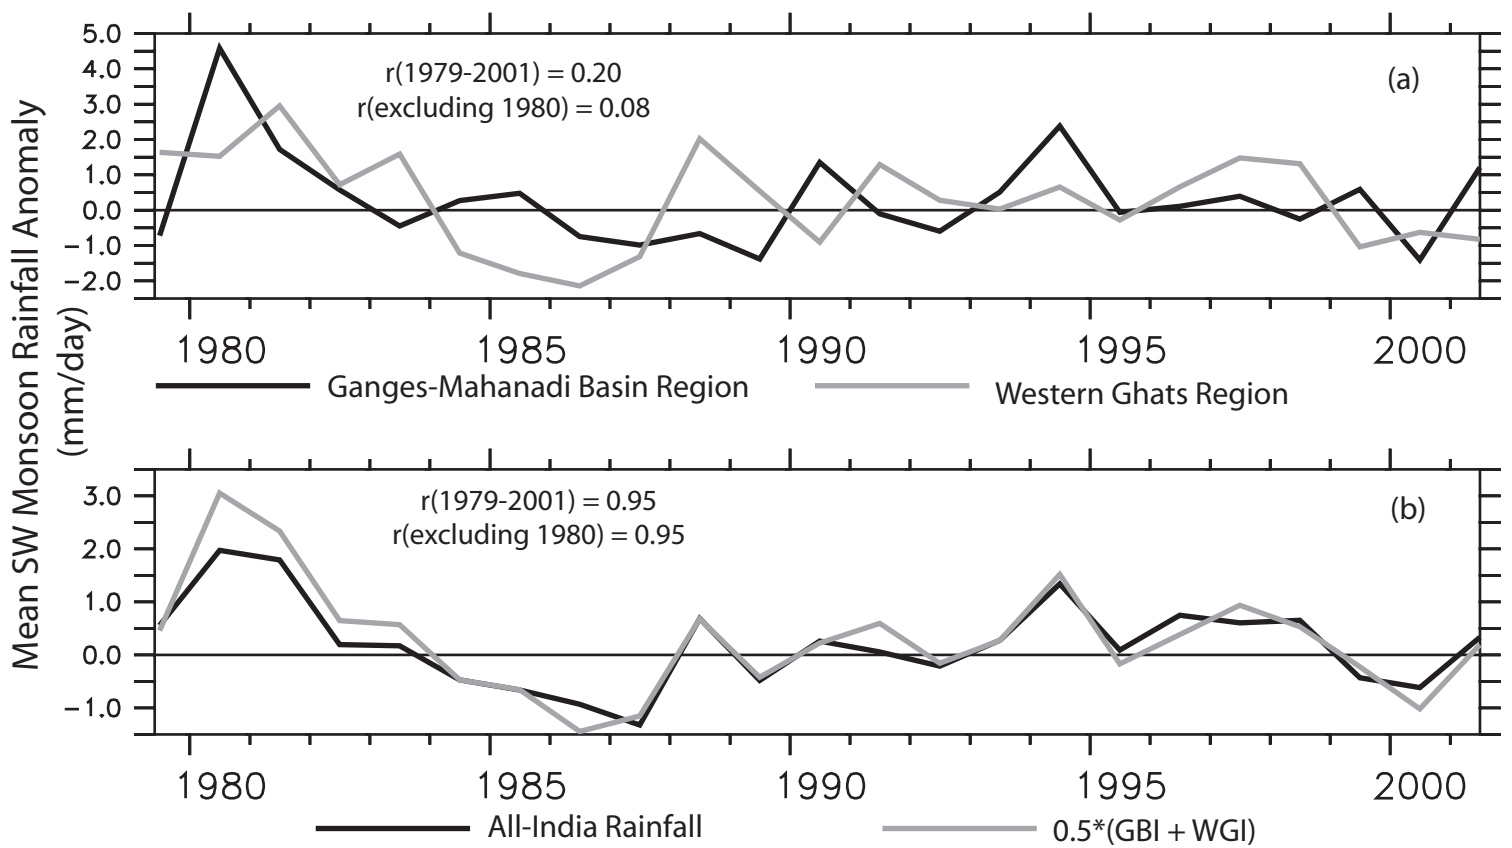 Mean SW Monsoon Rainfall Anomaly
(mm/day)
5.0
4.0
3.0
2.0
1.0
0.0
−1.0
−2.0
r(1979-2001) = 0.20
r(excluding 1980) = 0.08
(a)
1980 1985 1990 1995 2000
Ganges-Mahanadi Basin Region Western Ghats Region
3.0
2.0
1.0
0.0
−1.0
r(1979-2001) = 0.95
r(excluding 1980) = 0.95
(b)
1980 1985 1990 1995 2000
All-India Rainfall 0.5*(GBI + WGI)